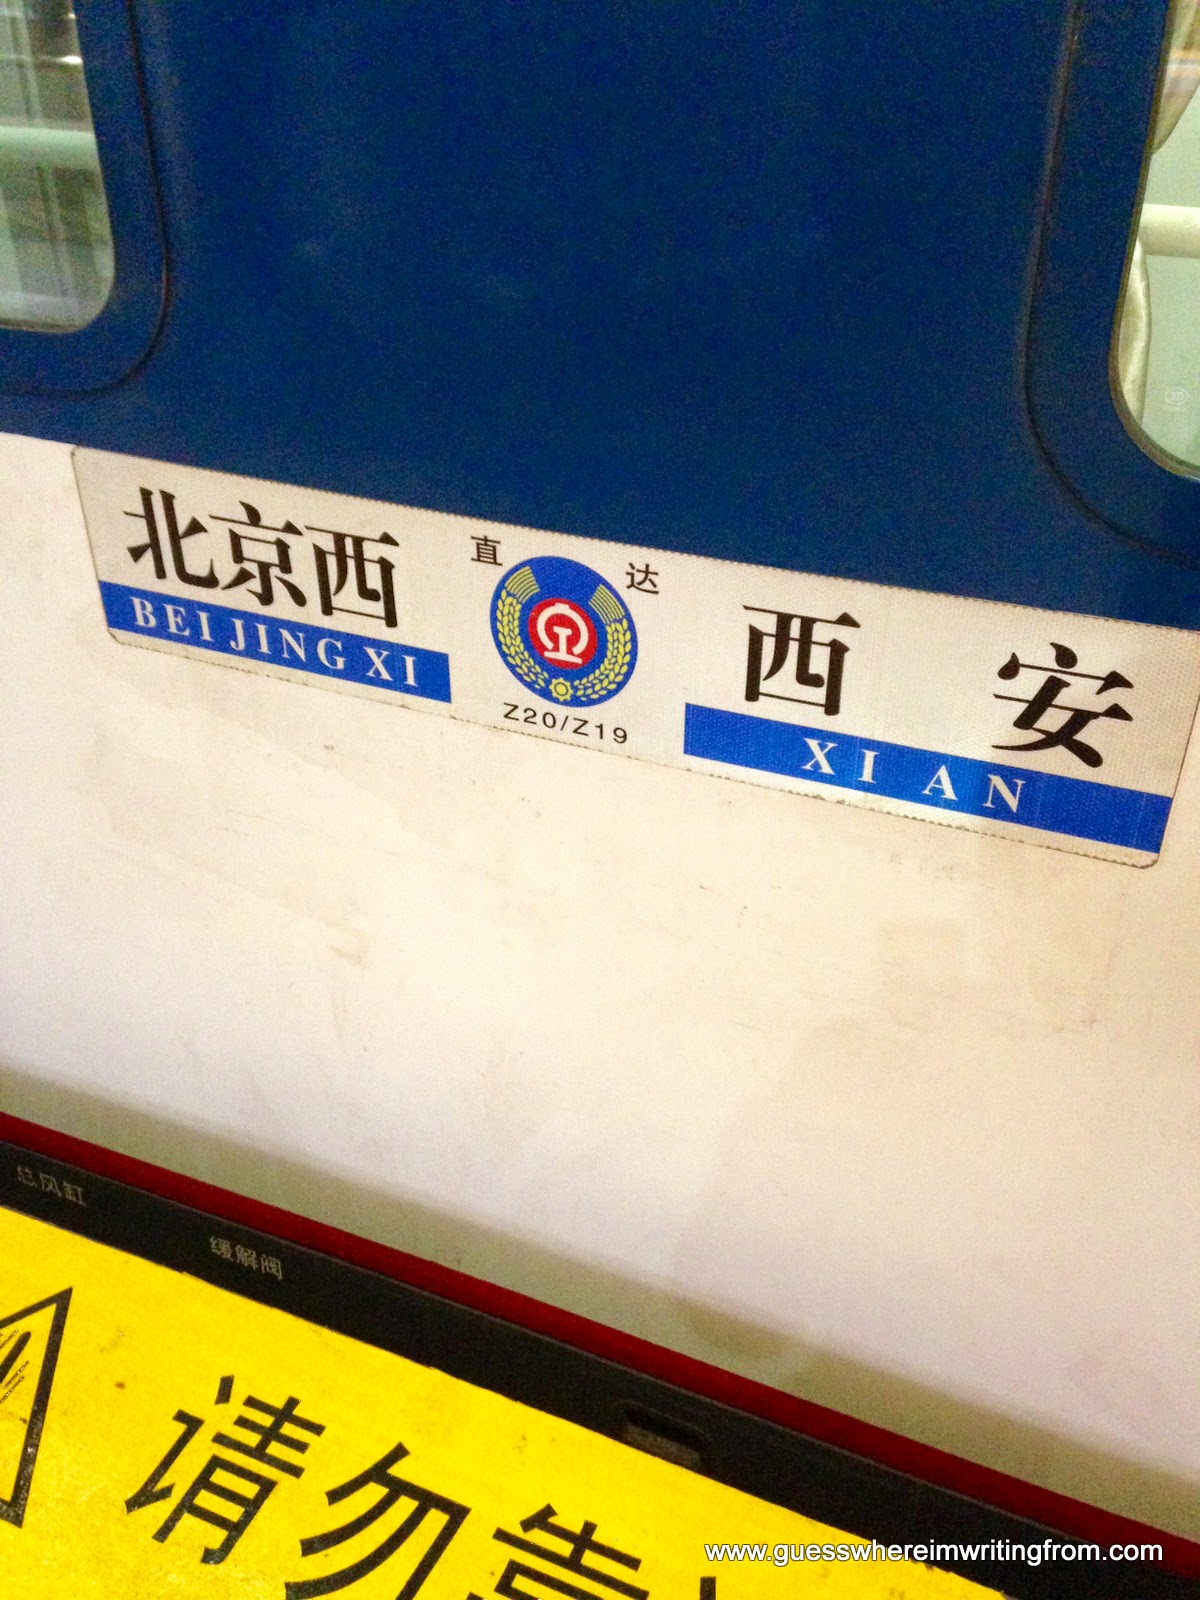 北京西
BEIJING XI
直达
Z20/Z19
西安
XI AN
总风缸
缓解阀
请勿靠
www.guesswhereimwritingfrom.com